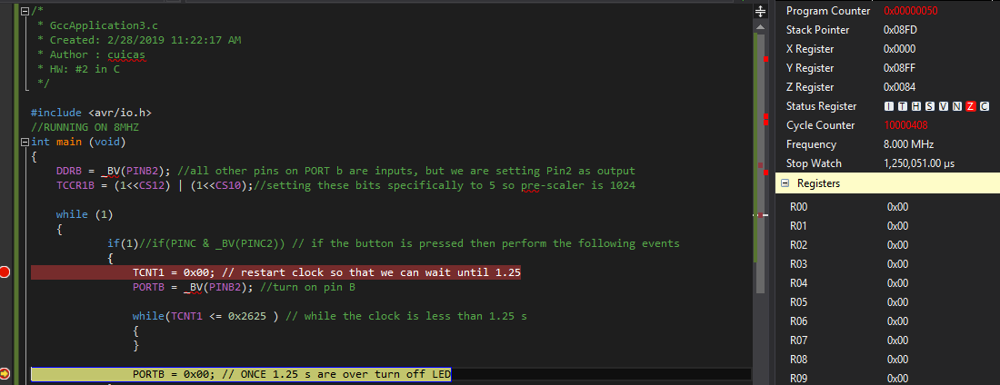 /*
* GccApplication3.c
* Created: 2/28/2019 11:22:17 AM
* Author : cuicas
* HW: #2 in C
*/
#include <avr/io.h>
//RUNNING ON 8MHZ
int main (void)
{
DDRB = _BV(PINB2); //all other pins on PORT b are inputs, but we are setting Pin2 as output
TCCR1B = (1<<CS12) | (1<<CS10);//setting these bits specifically to 5 so pre-scaler is 1024
while (1)
{
if(1)//if(PINC & _BV(PINC2)) // if the button is pressed then perform the following events
{
TCNT1 = 0x00; // restart clock so that we can wait until 1.25
PORTB = _BV(PINB2); //turn on pin B
while(TCNT1 <= 0x2625 ) // while the clock is less than 1.25 s
{
}
PORTB = 0x00; // ONCE 1.25 s are over turn off LED
Program Counter 0x00000050
Stack Pointer 0x08FD
X Register 0x0000
Y Register 0x08FF
Z Register 0x0084
Status Register I T H S V N Z C
Cycle Counter 10000408
Frequency 8.000 MHz
Stop Watch 1,250,051.00 µs
Registers
R00 0x00
R01 0x00
R02 0x00
R03 0x00
R04 0x00
R05 0x00
R06 0x00
R07 0x00
R08 0x00
R09 0x00